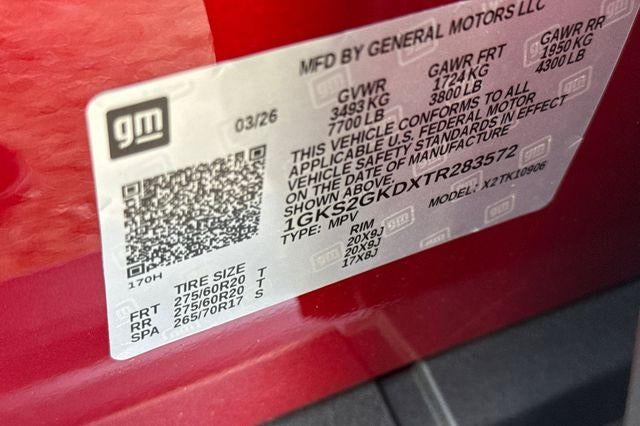 MFD BY GENERAL MOTORS LLC
gm
03/26
GVWR GAWR FRT GAWR RR
3493 KG 1724 KG 1950 KG
7700 LB 3800 LB 4300 LB
THIS VEHICLE CONFORMS TO ALL
APPLICABLE U.S. FEDERAL MOTOR
VEHICLE SAFETY STANDARDS IN EFFECT
ON THE DATE OF MANUFACTURE
SHOWN ABOVE.
1GKS2GKDXTR283572
TYPE: MPV MODEL: X2TK10906
170H
TIRE SIZE RIM
FRT 275/60R20 T 20X9J
RR 275/60R20 T 20X9J
SPA 265/70R17 S 17X8J